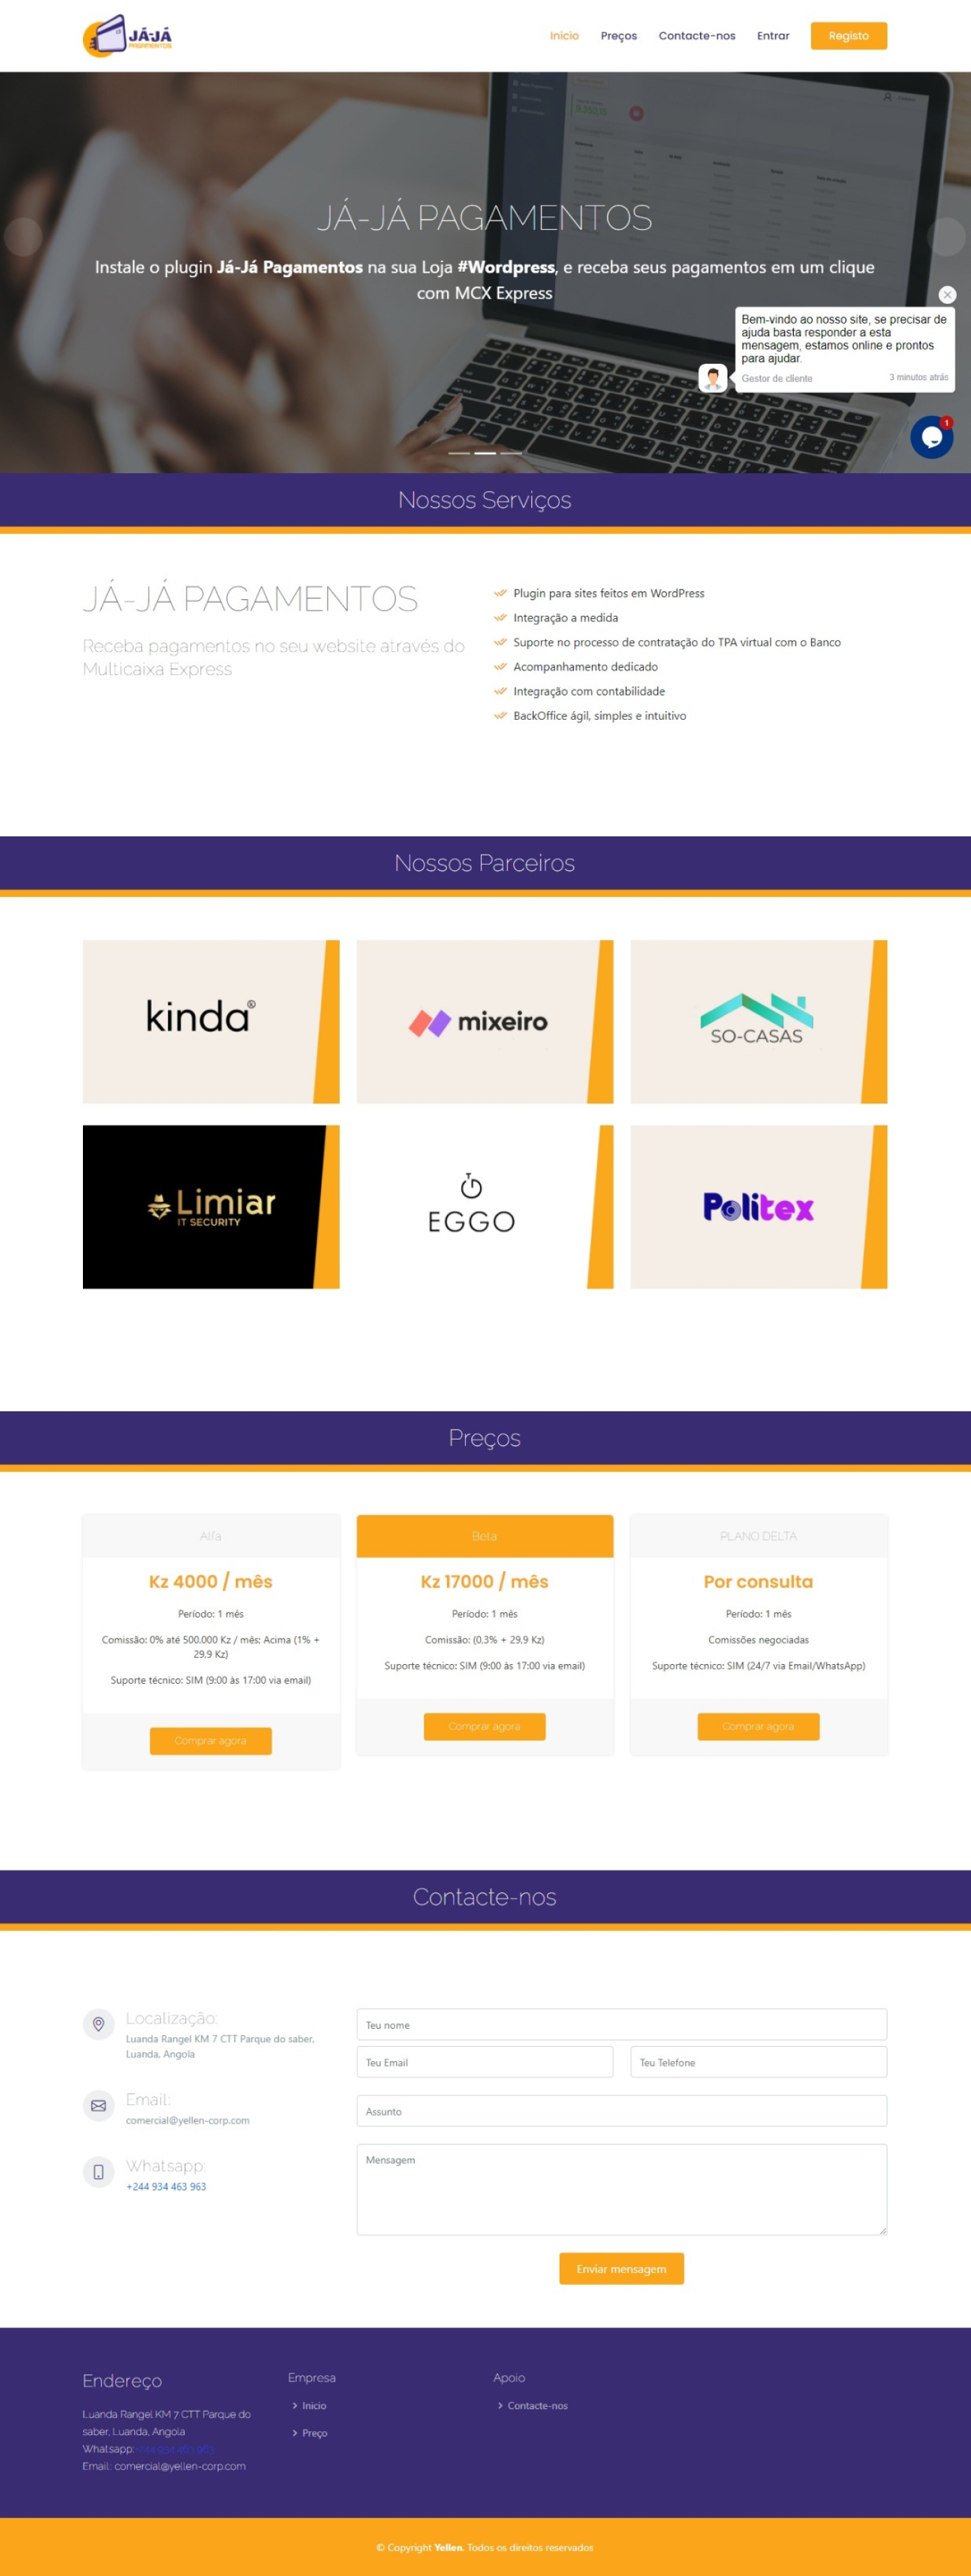 JÁ-JÁ
PAGAMENTOS
Inicio
Preços
Contacte-nos
Entrar
Registo
JÁ-JÁ PAGAMENTOS
Instale o plugin Já-Já Pagamentos na sua Loja #Wordpress, e receba seus pagamentos em um clique
com MCX Express
Bem-vindo ao nosso site, se precisar de
ajuda basta responder a esta
mensagem, estamos online e prontos
para ajudar.
Gestor de cliente
3 minutos atrás
1
Nossos Serviços
JÁ-JÁ PAGAMENTOS
Receba pagamentos no seu website através do
Multicaixa Express
Plugin para sites feitos em WordPress
Integração a medida
Suporte no processo de contratação do TPA virtual com o Banco
Acompanhamento dedicado
Integração com contabilidade
BackOffice ágil, simples e intuitivo
Nossos Parceiros
kinda®
mixeiro
SO-CASAS
Limiar
IT SECURITY
EGGO
Politex
Preços
Alfa
Kz 4000 / mês
Período: 1 mês
Comissão: 0% até 500.000 Kz / mês: Acima (1% +
29,9 Kz)
Suporte técnico: SIM (9:00 às 17:00 via email)
Comprar agora
Beta
Kz 17000 / mês
Período: 1 mês
Comissão: (0,3% + 29,9 Kz)
Suporte técnico: SIM (9:00 às 17:00 via email)
Comprar agora
PLANO DELTA
Por consulta
Período: 1 mês
Comissões negociadas
Suporte técnico: SIM (24/7 via Email/WhatsApp)
Comprar agora
Contacte-nos
Localização:
Luanda Rangel KM 7 CTT Parque do saber,
Luanda, Angola
Email:
comercial@yellen-corp.com
Whatsapp:
+244 934 463 963
Teu nome
Teu Email
Teu Telefone
Assunto
Mensagem
Enviar mensagem
Endereço
Luanda Rangel KM 7 CTT Parque do
saber, Luanda, Angola
Whatsapp: +244 934 463 963
Email: comercial@yellen-corp.com
Empresa
Inicio
Preço
Apoio
Contacte-nos
© Copyright Yellen. Todos os direitos reservados